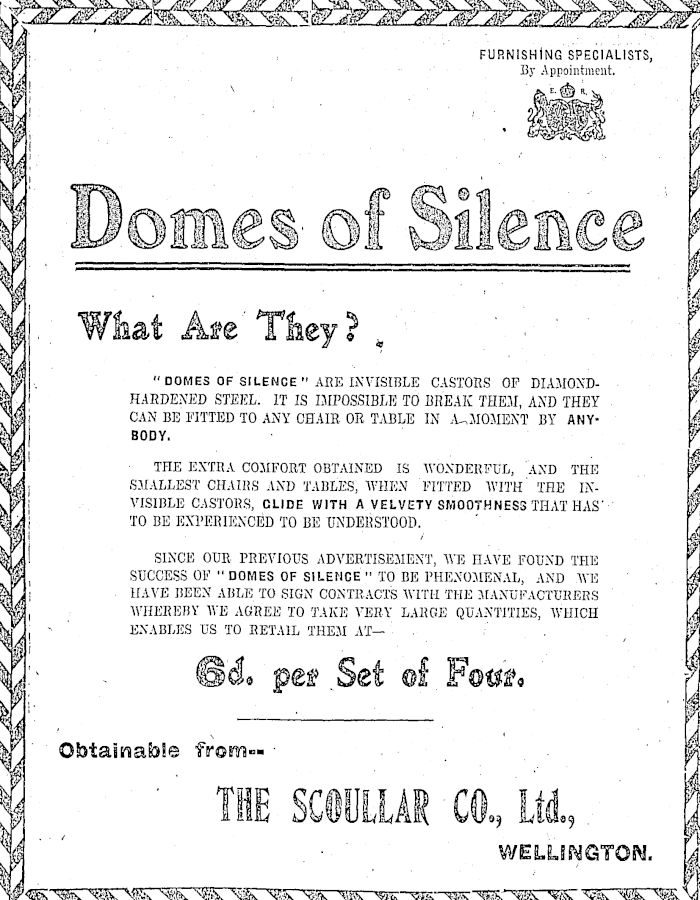 FURNISHING SPECIALISTS,
By Appointment.
E. R.
Domes of Silence
What Are They?
"DOMES OF SILENCE" ARE INVISIBLE CASTORS OF DIAMOND-
HARDENED STEEL. IT IS IMPOSSIBLE TO BREAK THEM, AND THEY
CAN BE FITTED TO ANY CHAIR OR TABLE IN A MOMENT BY ANY-
BODY.
THE EXTRA COMFORT OBTAINED IS WONDERFUL, AND THE
SMALLEST CHAIRS AND TABLES, WHEN FITTED WITH THE IN-
VISIBLE CASTORS, GLIDE WITH A VELVETY SMOOTHNESS THAT HAS
TO BE EXPERIENCED TO BE UNDERSTOOD.
SINCE OUR PREVIOUS ADVERTISEMENT, WE HAVE FOUND THE
SUCCESS OF "DOMES OF SILENCE" TO BE PHENOMENAL, AND WE
HAVE BEEN ABLE TO SIGN CONTRACTS WITH THE MANUFACTURERS
WHEREBY WE AGREE TO TAKE VERY LARGE QUANTITIES, WHICH
ENABLES US TO RETAIL THEM AT—
6d. per Set of Four.
Obtainable from--
THE SCOULLAR CO., Ltd.,
WELLINGTON.